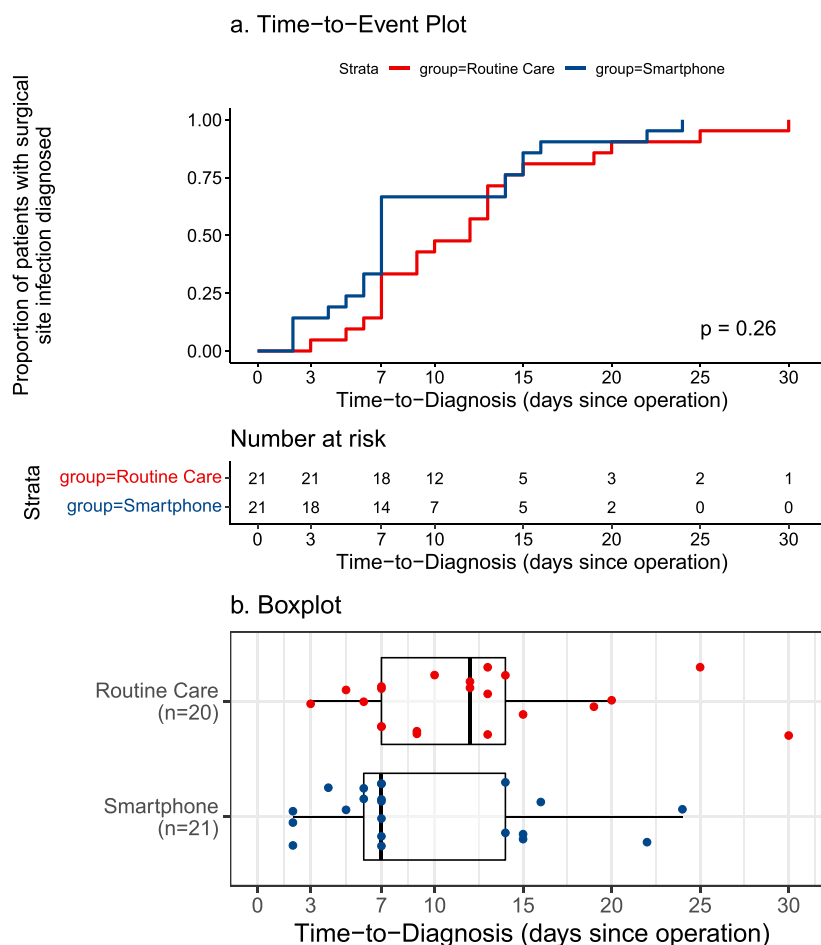 a. Time−to−Event Plot
Strata group=Routine Care group=Smartphone
Proportion of patients with surgical
site infection diagnosed
1.00
0.75
0.50
0.25
0.00
p = 0.26
0 3 7 10 15 20 25 30
Time−to−Diagnosis (days since operation)
Number at risk
Strata
group=Routine Care 21 21 18 12 5 3 2 1
group=Smartphone 21 18 14 7 5 2 0 0
0 3 7 10 15 20 25 30
Time−to−Diagnosis (days since operation)
b. Boxplot
Routine Care
(n=20)
Smartphone
(n=21)
0 3 7 10 15 20 25 30
Time−to−Diagnosis (days since operation)